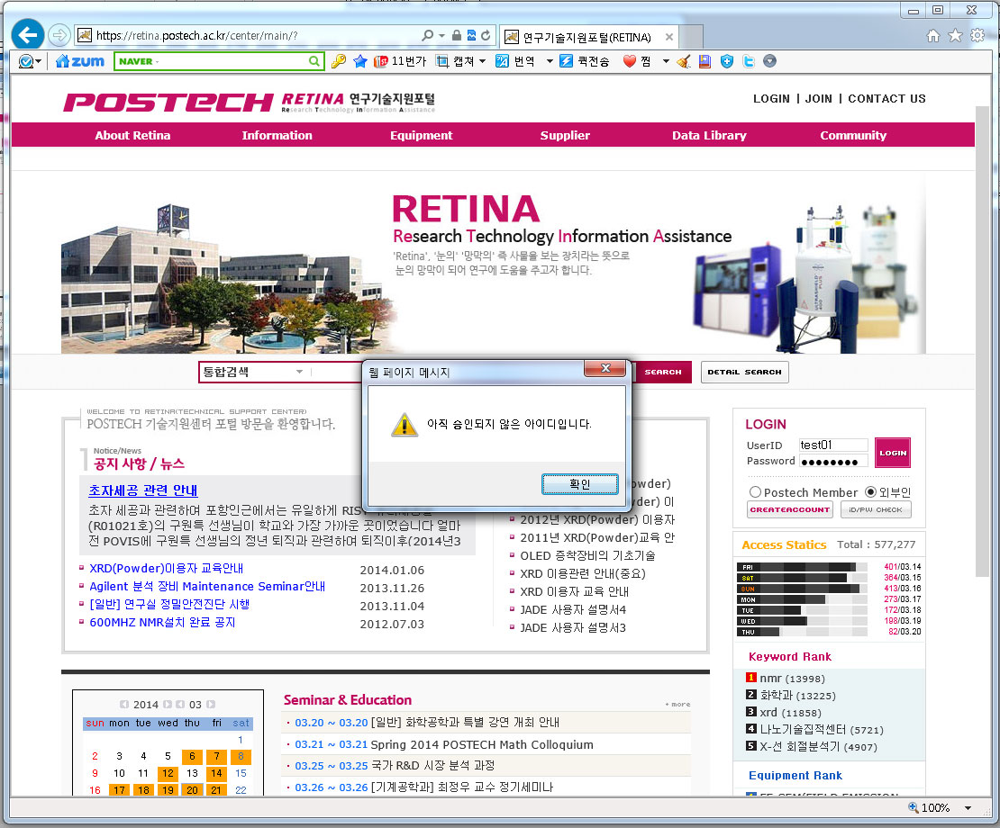 https://retina.postech.ac.kr/center/main/?
연구기술지원포털(RETINA)
zum NAVER 11번가 캡쳐 번역 퀵전송 찜
POSTECH RETINA 연구기술지원포털
Research Technology Information Assistance
LOGIN | JOIN | CONTACT US
About Retina Information Equipment Supplier Data Library Community
RETINA
Research Technology Information Assistance
'Retina', '눈의' '망막의' 즉 사물을 보는 장치라는 뜻으로
눈의 망막이 되어 연구에 도움을 주고자 합니다.
ULTRASHIELD
통합검색
SEARCH
DETAIL SEARCH
웹 페이지 메시지
아직 승인되지 않은 아이디입니다.
확인
WELCOME TO RETINA(TECHNICAL SUPPORT CENTER)
POSTECH 기술지원센터 포털 방문을 환영합니다.
1 Notice/News
공지 사항 / 뉴스
초자세공 관련 안내
초자 세공과 관련하여 포항인근에서는 유일하게 RIS
(R01021호)의 구원특 선생님이 학교와 가장 가까운 곳이었습니다 얼마
전 POVIS에 구원특 선생님의 정년 퇴직과 관련하여 퇴직이후(2014년3
XRD(Powder)이용자 교육안내 2014.01.06
Agilent 분석 장비 Maintenance Seminar안내 2013.11.26
[일반] 연구실 정밀안전진단 시행 2013.11.04
600MHZ NMR설치 완료 공지 2012.07.03
owder)
der) 이
2012년 XRD(Powder) 이용자
2011년 XRD(Powder)교육 안
OLED 증착장비의 기초기술
XRD 이용관련 안내(중요)
XRD 이용자 교육 안내
JADE 사용자 설명서4
JADE 사용자 설명서3
LOGIN
UserID test01
Password ●●●●●●●●
LOGIN
Postech Member 외부인
CREATEACCOUNT
iD/PW CHECK
Access Statics Total : 577,277
FRI 401/03.14
SAT 364/03.15
SUN 413/03.16
MON 273/03.17
TUE 172/03.18
WED 198/03.19
THU 82/03.20
Keyword Rank
1 nmr (13998)
2 화학과 (13225)
3 xrd (11858)
4 나노기술집적센터 (5721)
5 X-선 회절분석기 (4907)
Equipment Rank
FE-SEM(FIELD EMISSION
2014 03
sun mon tue wed thu fri sat
1
2 3 4 5 6 7 8
9 10 11 12 13 14 15
16 17 18 19 20 21 22
Seminar & Education
+ more
03.20 ~ 03.20 [일반] 화학공학과 특별 강연 개최 안내
03.21 ~ 03.21 Spring 2014 POSTECH Math Colloquium
03.25 ~ 03.25 국가 R&D 시장 분석 과정
03.26 ~ 03.26 [기계공학과] 최정우 교수 정기세미나
100%